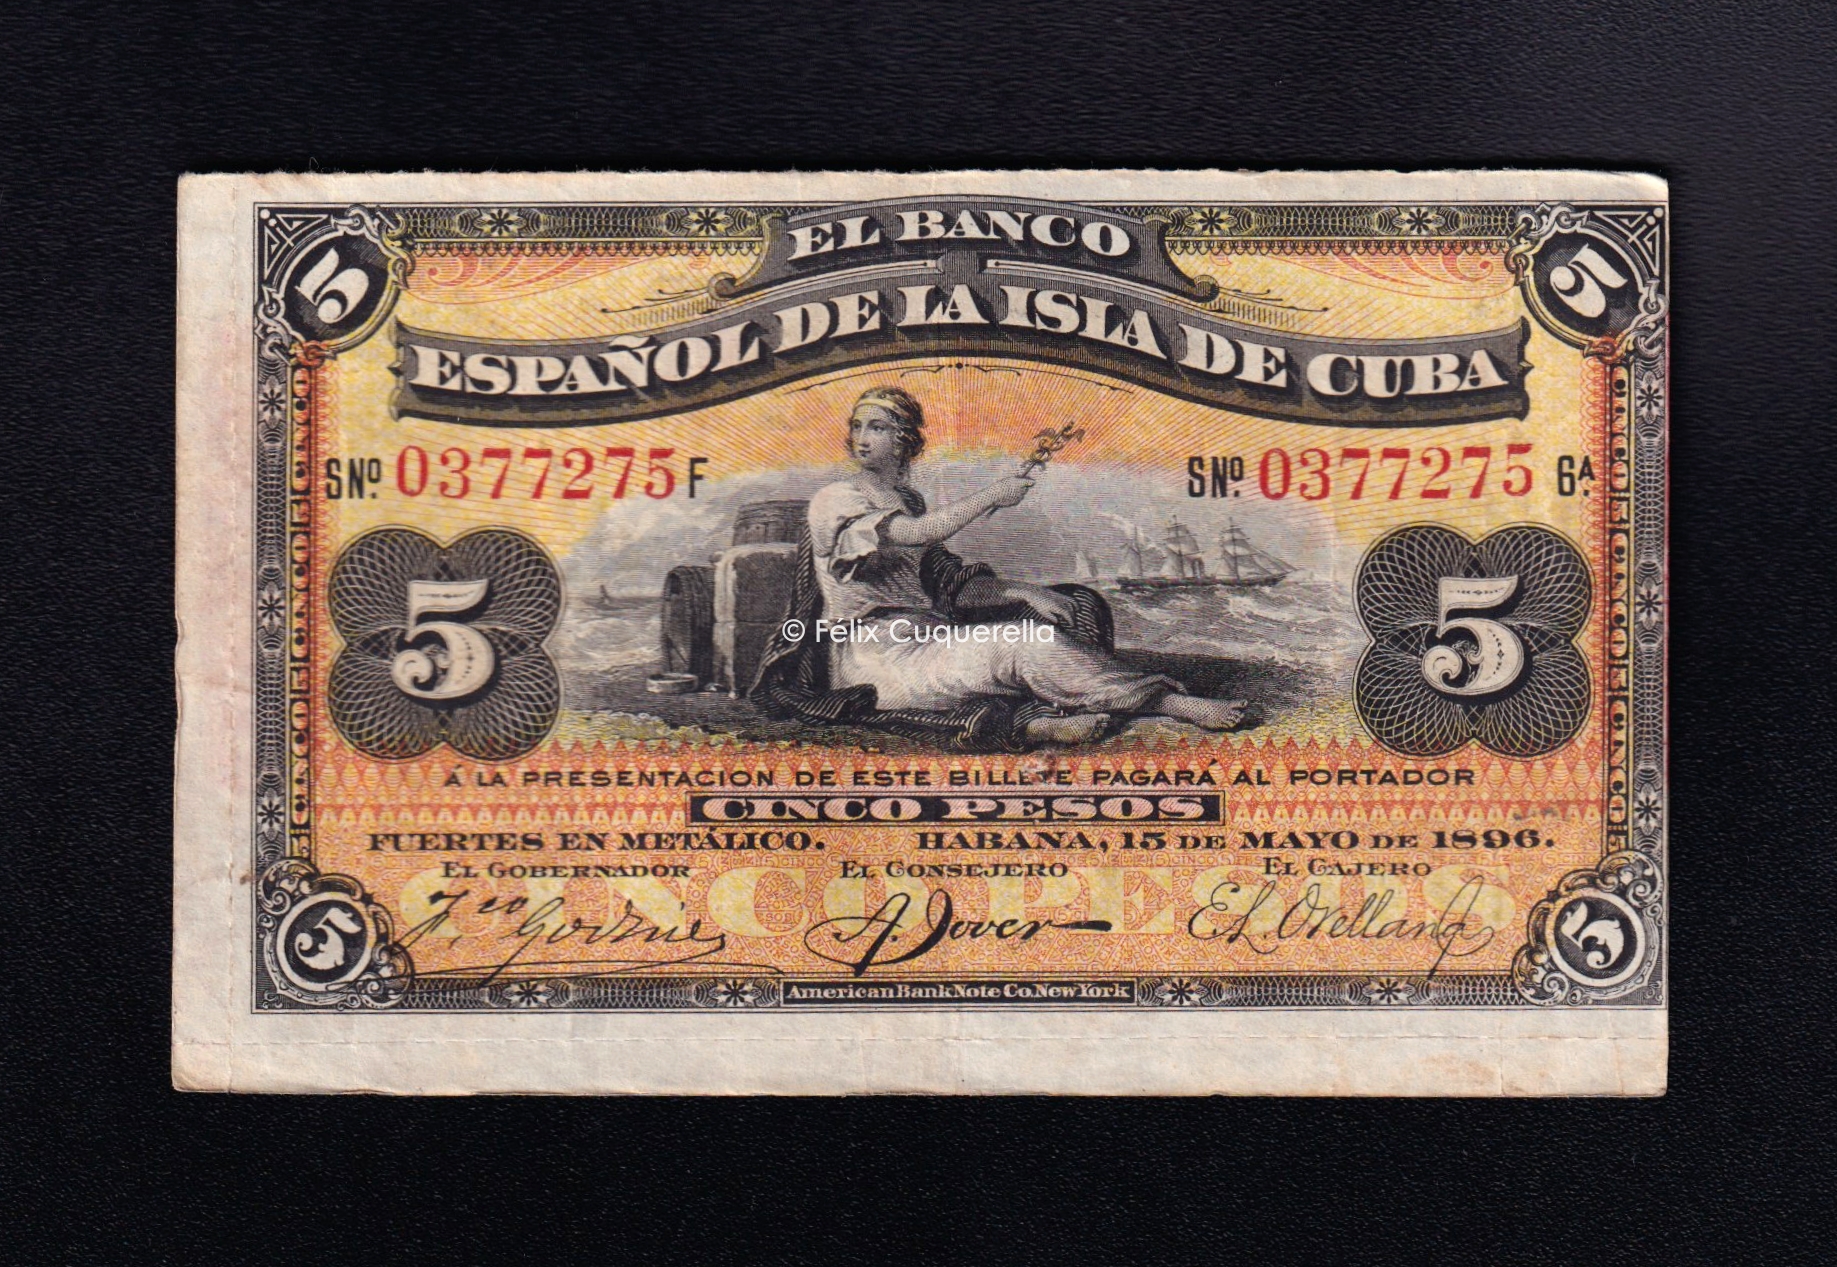 5 EL BANCO 5
ESPAÑOL DE LA ISLA DE CUBA
SNº. 0377275 F SNº. 0377275 6A.
5 5
© Félix Cuquerella
Á LA PRESENTACION DE ESTE BILLETE PAGARÁ AL PORTADOR
CINCO PESOS
FUERTES EN METÁLICO. HABANA, 15 DE MAYO DE 1896.
EL GOBERNADOR EL CONSEJERO EL CAJERO
CINCO PESOS
A. Jover
5 5
American Bank Note Co. New York